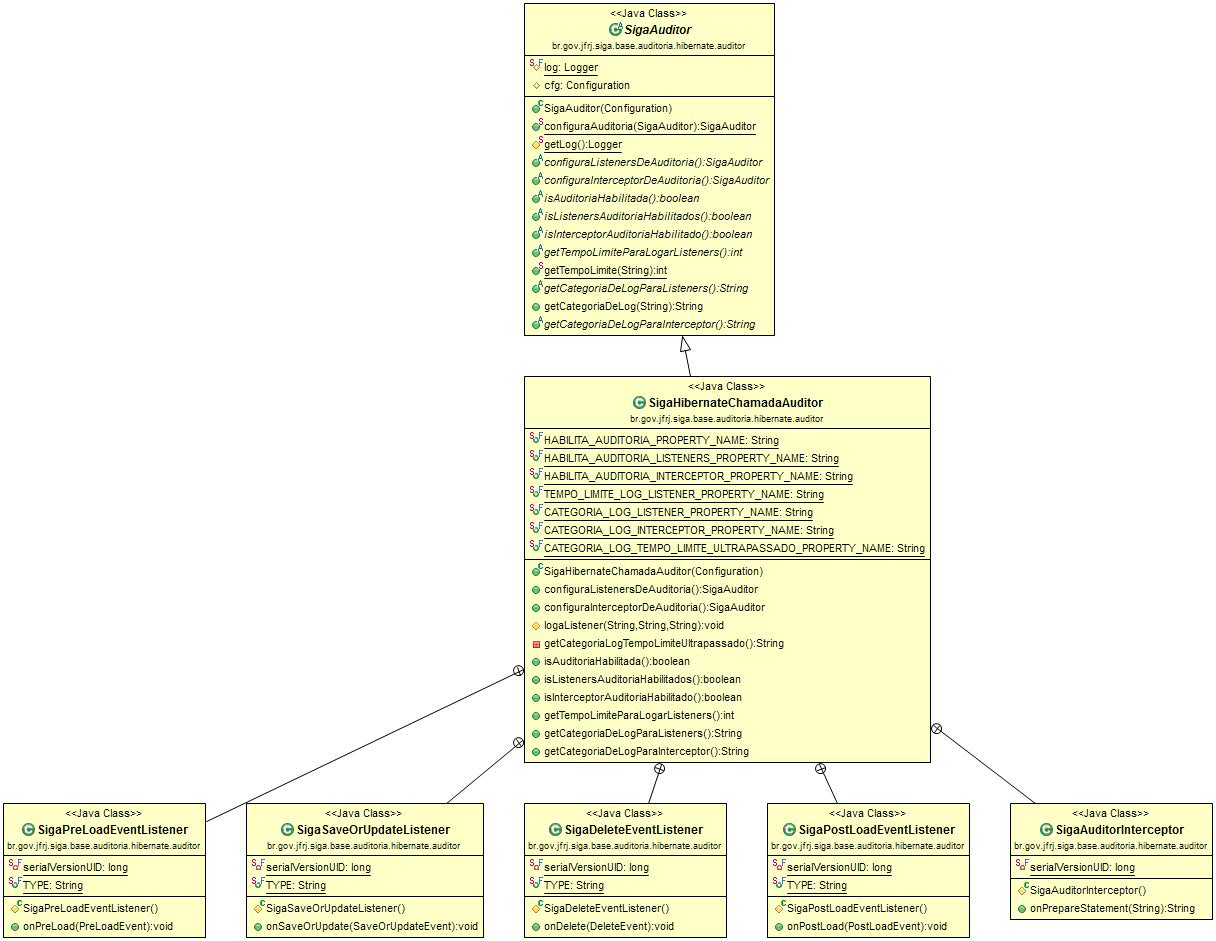 <<Java Class>>
SigaAuditor
br.gov.jfrj.siga.base.auditoria.hibernate.auditor
log: Logger
cfg: Configuration
SigaAuditor(Configuration)
configuraAuditoria(SigaAuditor):SigaAuditor
getLog():Logger
configuraListenersDeAuditoria():SigaAuditor
configuraInterceptorDeAuditoria():SigaAuditor
isAuditoriaHabilitada():boolean
isListenersAuditoriaHabilitados():boolean
isInterceptorAuditoriaHabilitado():boolean
getTempoLimiteParaLogarListeners():int
getTempoLimite(String):int
getCategoriaDeLogParaListeners():String
getCategoriaDeLog(String):String
getCategoriaDeLogParaInterceptor():String
<<Java Class>>
SigaHibernateChamadaAuditor
br.gov.jfrj.siga.base.auditoria.hibernate.auditor
HABILITA_AUDITORIA_PROPERTY_NAME: String
HABILITA_AUDITORIA_LISTENERS_PROPERTY_NAME: String
HABILITA_AUDITORIA_INTERCEPTOR_PROPERTY_NAME: String
TEMPO_LIMITE_LOG_LISTENER_PROPERTY_NAME: String
CATEGORIA_LOG_LISTENER_PROPERTY_NAME: String
CATEGORIA_LOG_INTERCEPTOR_PROPERTY_NAME: String
CATEGORIA_LOG_TEMPO_LIMITE_ULTRAPASSADO_PROPERTY_NAME: String
SigaHibernateChamadaAuditor(Configuration)
configuraListenersDeAuditoria():SigaAuditor
configuraInterceptorDeAuditoria():SigaAuditor
logaListener(String,String,String):void
getCategoriaLogTempoLimiteUltrapassado():String
isAuditoriaHabilitada():boolean
isListenersAuditoriaHabilitados():boolean
isInterceptorAuditoriaHabilitado():boolean
getTempoLimiteParaLogarListeners():int
getCategoriaDeLogParaListeners():String
getCategoriaDeLogParaInterceptor():String
<<Java Class>>
SigaPreLoadEventListener
br.gov.jfrj.siga.base.auditoria.hibernate.auditor
serialVersionUID: long
TYPE: String
SigaPreLoadEventListener()
onPreLoad(PreLoadEvent):void
<<Java Class>>
SigaSaveOrUpdateListener
br.gov.jfrj.siga.base.auditoria.hibernate.auditor
serialVersionUID: long
TYPE: String
SigaSaveOrUpdateListener()
onSaveOrUpdate(SaveOrUpdateEvent):void
<<Java Class>>
SigaDeleteEventListener
br.gov.jfrj.siga.base.auditoria.hibernate.auditor
serialVersionUID: long
TYPE: String
SigaDeleteEventListener()
onDelete(DeleteEvent):void
<<Java Class>>
SigaPostLoadEventListener
br.gov.jfrj.siga.base.auditoria.hibernate.auditor
serialVersionUID: long
TYPE: String
SigaPostLoadEventListener()
onPostLoad(PostLoadEvent):void
<<Java Class>>
SigaAuditorInterceptor
br.gov.jfrj.siga.base.auditoria.hibernate.auditor
serialVersionUID: long
SigaAuditorInterceptor()
onPrepareStatement(String):String